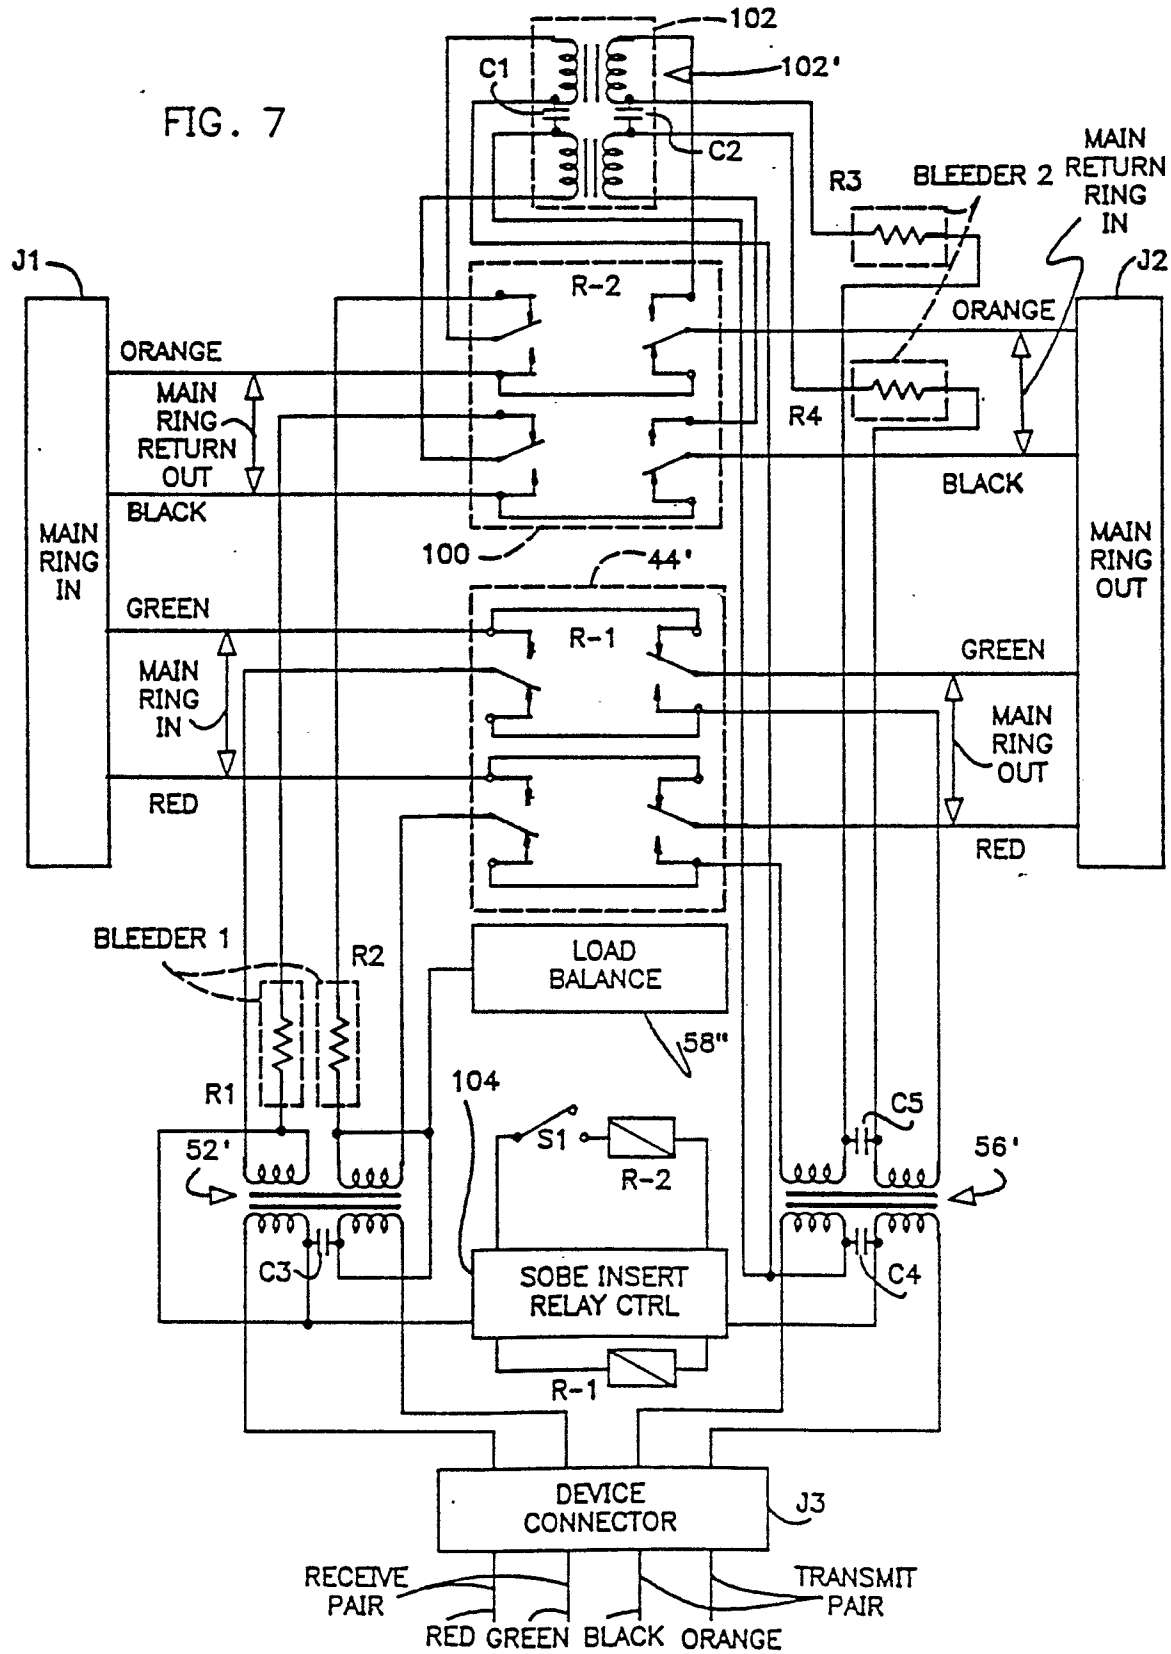 FIG. 7
102
102'
C1
C2
MAIN
RETURN
RING
IN
BLEEDER 2
R3
J1
J2
R-2
ORANGE
ORANGE
MAIN
RING
RETURN
OUT
R4
BLACK
BLACK
MAIN
RING
IN
MAIN
RING
OUT
100
44'
GREEN
R-1
GREEN
MAIN
RING
IN
MAIN
RING
OUT
RED
RED
BLEEDER 1
R2
LOAD
BALANCE
58"
R1
104
C5
S1
52'
R-2
56'
C3
SOBE INSERT
RELAY CTRL
C4
R-1
DEVICE
CONNECTOR
J3
RECEIVE
PAIR
TRANSMIT
PAIR
RED GREEN BLACK ORANGE